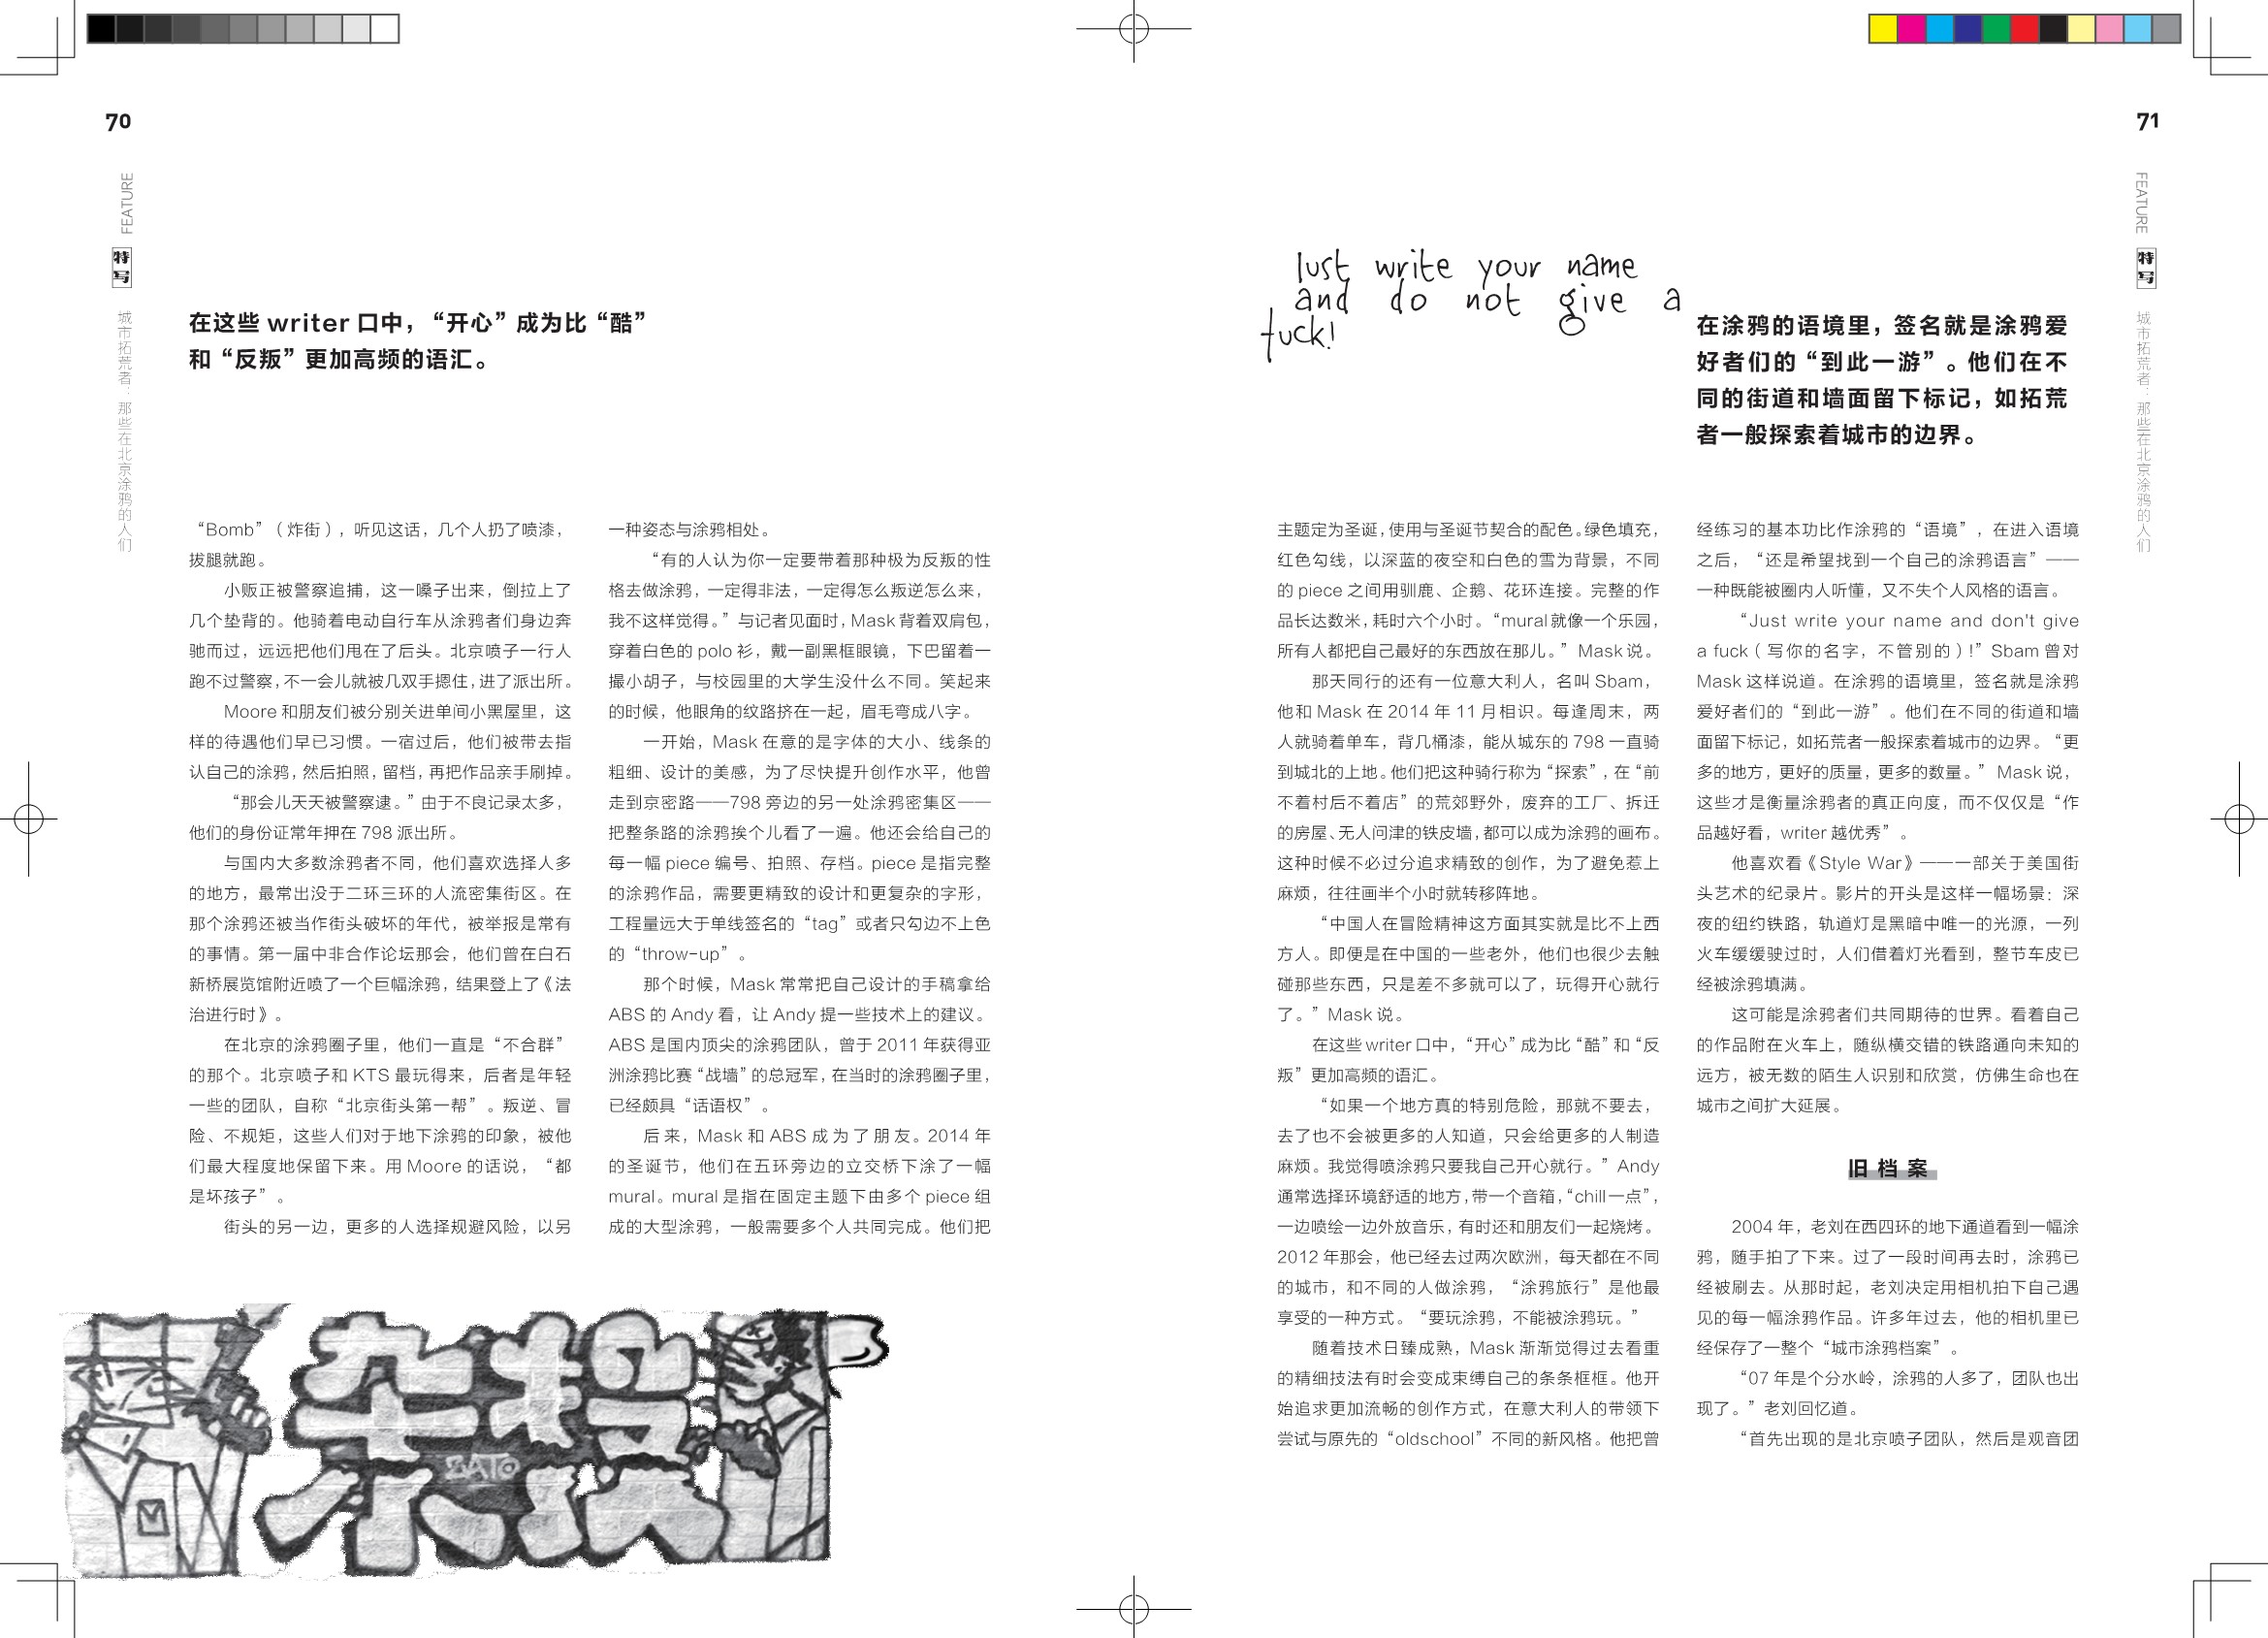 70
FEATURE
特写
城市拓荒者：那些在北京涂鸦的人们
在这些 writer 口中，“开心”成为比“酷”
和“反叛”更加高频的语汇。
“Bomb”（炸街），听见这话，几个人扔了喷漆，
拔腿就跑。
小贩正被警察追捕，这一嗓子出来，倒拉上了
几个垫背的。他骑着电动自行车从涂鸦者们身边奔
驰而过，远远把他们甩在了后头。北京喷子一行人
跑不过警察，不一会儿就被几双手摁住，进了派出所。
Moore 和朋友们被分别关进单间小黑屋里，这
样的待遇他们早已习惯。一宿过后，他们被带去指
认自己的涂鸦，然后拍照，留档，再把作品亲手刷掉。
“那会儿天天被警察逮。”由于不良记录太多，
他们的身份证常年押在 798 派出所。
与国内大多数涂鸦者不同，他们喜欢选择人多
的地方，最常出没于二环三环的人流密集街区。在
那个涂鸦还被当作街头破坏的年代，被举报是常有
的事情。第一届中非合作论坛那会，他们曾在白石
新桥展览馆附近喷了一个巨幅涂鸦，结果登上了《法
治进行时》。
在北京的涂鸦圈子里，他们一直是“不合群”
的那个。北京喷子和 KTS 最玩得来，后者是年轻
一些的团队，自称“北京街头第一帮”。叛逆、冒
险、不规矩，这些人们对于地下涂鸦的印象，被他
们最大程度地保留下来。用 Moore 的话说，“都
是坏孩子”。
街头的另一边，更多的人选择规避风险，以另
一种姿态与涂鸦相处。
“有的人认为你一定要带着那种极为反叛的性
格去做涂鸦，一定得非法，一定得怎么叛逆怎么来，
我不这样觉得。”与记者见面时，Mask 背着双肩包，
穿着白色的 polo 衫，戴一副黑框眼镜，下巴留着一
撮小胡子，与校园里的大学生没什么不同。笑起来
的时候，他眼角的纹路挤在一起，眉毛弯成八字。
一开始，Mask 在意的是字体的大小、线条的
粗细、设计的美感，为了尽快提升创作水平，他曾
走到京密路——798 旁边的另一处涂鸦密集区——
把整条路的涂鸦挨个儿看了一遍。他还会给自己的
每一幅 piece 编号、拍照、存档。piece 是指完整
的涂鸦作品，需要更精致的设计和更复杂的字形，
工程量远大于单线签名的“tag”或者只勾边不上色
的“throw-up”。
那个时候，Mask 常常把自己设计的手稿拿给
ABS 的 Andy 看，让 Andy 提一些技术上的建议。
ABS 是国内顶尖的涂鸦团队，曾于 2011 年获得亚
洲涂鸦比赛“战墙”的总冠军，在当时的涂鸦圈子里，
已经颇具“话语权”。
后来，Mask 和 ABS 成为了朋友。2014 年
的圣诞节，他们在五环旁边的立交桥下涂了一幅
mural。mural 是指在固定主题下由多个 piece 组
成的大型涂鸦，一般需要多个人共同完成。他们把
ZATO
71
FEATURE
特写
城市拓荒者：那些在北京涂鸦的人们
Just write your name
and do not give a
fuck!
在涂鸦的语境里，签名就是涂鸦爱
好者们的“到此一游”。他们在不
同的街道和墙面留下标记，如拓荒
者一般探索着城市的边界。
主题定为圣诞，使用与圣诞节契合的配色。绿色填充，
红色勾线，以深蓝的夜空和白色的雪为背景，不同
的 piece 之间用驯鹿、企鹅、花环连接。完整的作
品长达数米，耗时六个小时。“mural 就像一个乐园，
所有人都把自己最好的东西放在那儿。”Mask 说。
那天同行的还有一位意大利人，名叫 Sbam，
他和 Mask 在 2014 年 11 月相识。每逢周末，两
人就骑着单车，背几桶漆，能从城东的 798 一直骑
到城北的上地。他们把这种骑行称为“探索”，在“前
不着村后不着店”的荒郊野外，废弃的工厂、拆迁
的房屋、无人问津的铁皮墙，都可以成为涂鸦的画布。
这种时候不必过分追求精致的创作，为了避免惹上
麻烦，往往画半个小时就转移阵地。
“中国人在冒险精神这方面其实就是比不上西
方人。即便是在中国的一些老外，他们也很少去触
碰那些东西，只是差不多就可以了，玩得开心就行
了。”Mask 说。
在这些 writer 口中，“开心”成为比“酷”和“反
叛”更加高频的语汇。
“如果一个地方真的特别危险，那就不要去，
去了也不会被更多的人知道，只会给更多的人制造
麻烦。我觉得喷涂鸦只要我自己开心就行。”Andy
通常选择环境舒适的地方，带一个音箱，“chill 一点”，
一边喷绘一边外放音乐，有时还和朋友们一起烧烤。
2012 年那会，他已经去过两次欧洲，每天都在不同
的城市，和不同的人做涂鸦，“涂鸦旅行”是他最
享受的一种方式。“要玩涂鸦，不能被涂鸦玩。”
随着技术日臻成熟，Mask 渐渐觉得过去看重
的精细技法有时会变成束缚自己的条条框框。他开
始追求更加流畅的创作方式，在意大利人的带领下
尝试与原先的“oldschool”不同的新风格。他把曾
经练习的基本功比作涂鸦的“语境”，在进入语境
之后，“还是希望找到一个自己的涂鸦语言”——
一种既能被圈内人听懂，又不失个人风格的语言。
“Just write your name and don't give
a fuck（写你的名字，不管别的）!”Sbam 曾对
Mask 这样说道。在涂鸦的语境里，签名就是涂鸦
爱好者们的“到此一游”。他们在不同的街道和墙
面留下标记，如拓荒者一般探索着城市的边界。“更
多的地方，更好的质量，更多的数量。”Mask 说，
这些才是衡量涂鸦者的真正向度，而不仅仅是“作
品越好看，writer 越优秀”。
他喜欢看《Style War》——一部关于美国街
头艺术的纪录片。影片的开头是这样一幅场景：深
夜的纽约铁路，轨道灯是黑暗中唯一的光源，一列
火车缓缓驶过时，人们借着灯光看到，整节车皮已
经被涂鸦填满。
这可能是涂鸦者们共同期待的世界。看着自己
的作品附在火车上，随纵横交错的铁路通向未知的
远方，被无数的陌生人识别和欣赏，仿佛生命也在
城市之间扩大延展。
旧档案
2004 年，老刘在西四环的地下通道看到一幅涂
鸦，随手拍了下来。过了一段时间再去时，涂鸦已
经被刷去。从那时起，老刘决定用相机拍下自己遇
见的每一幅涂鸦作品。许多年过去，他的相机里已
经保存了一整个“城市涂鸦档案”。
“07 年是个分水岭，涂鸦的人多了，团队也出
现了。”老刘回忆道。
“首先出现的是北京喷子团队，然后是观音团